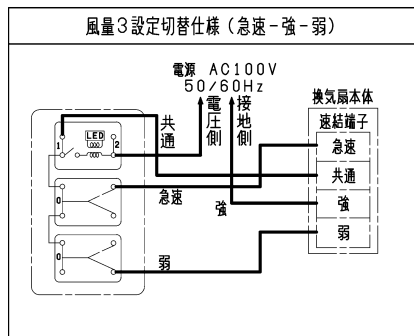 風量3設定切替仕様(急速-強-弱)
電源 AC100V
50/60Hz
電圧側
接地側
共通
LED
1
2
0
急速
強
0
弱
換気扇本体
速結端子
急速
共通
強
弱